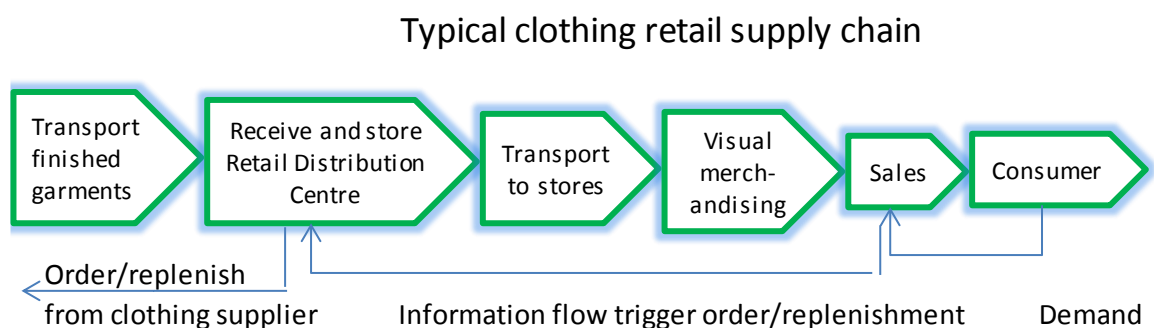 Typical clothing retail supply chain
Transport
finished
garments
Receive and store
Retail Distribution
Centre
Transport
to stores
Visual
merch-
andising
Sales
Consumer
Order/replenish
from clothing supplier
Information flow trigger order/replenishment
Demand